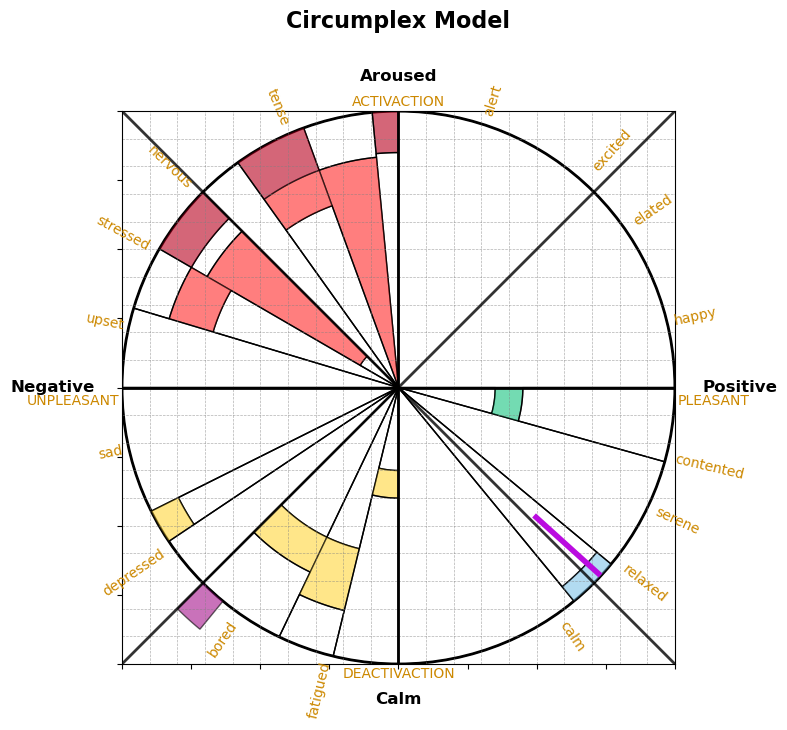 Circumplex Model
Aroused
ACTIVACTION
tense
alert
nervous
excited
stressed
elated
upset
happy
Negative
Positive
UNPLEASANT
PLEASANT
sad
contented
serene
depressed
relaxed
bored
calm
fatigued
DEACTIVACTION
Calm